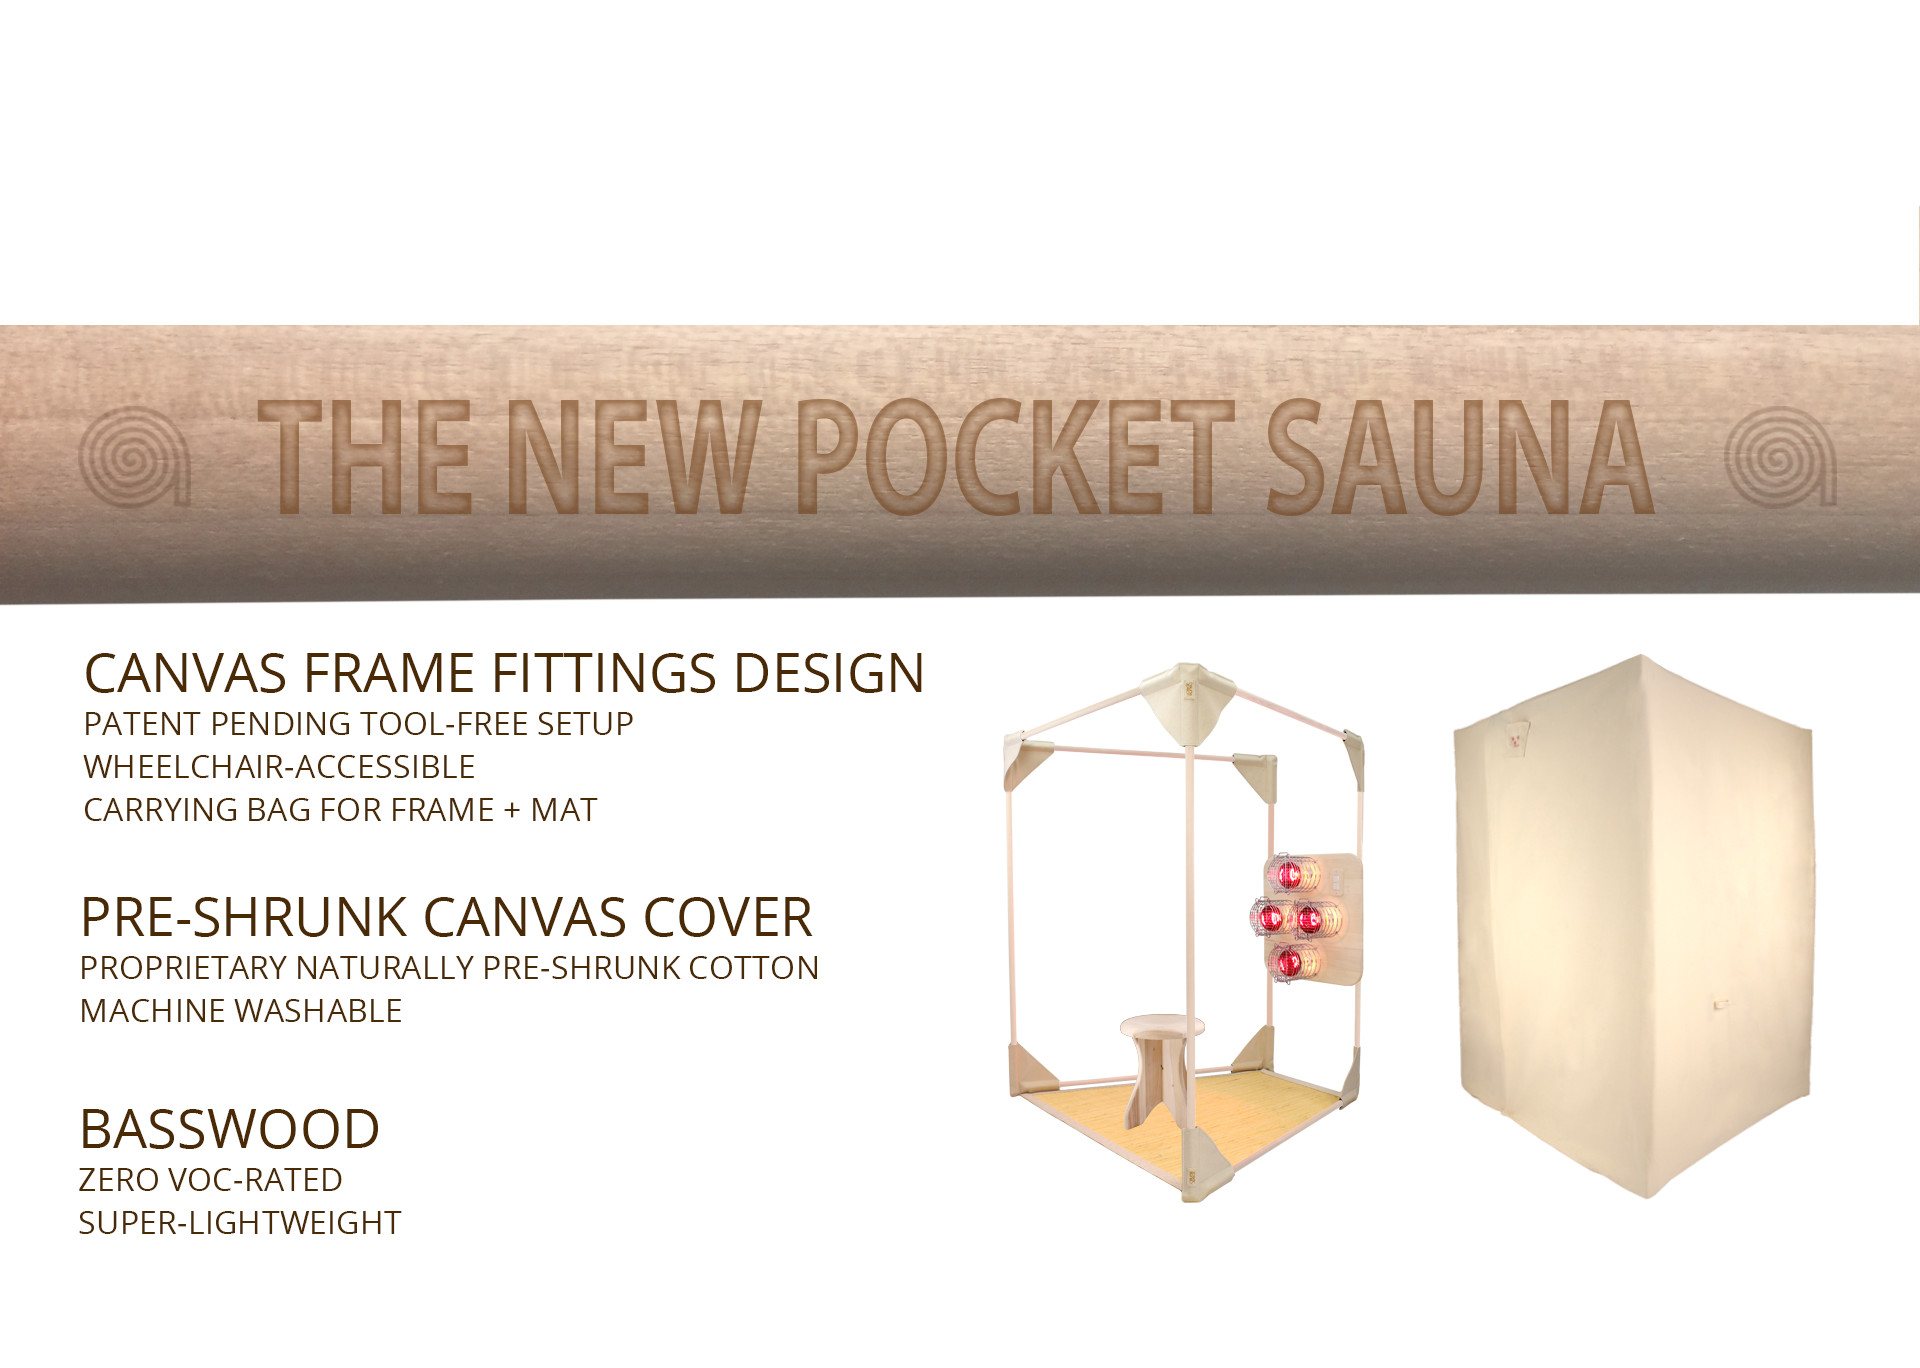 THE NEW POCKET SAUNA
CANVAS FRAME FITTINGS DESIGN
PATENT PENDING TOOL-FREE SETUP
WHEELCHAIR-ACCESSIBLE
CARRYING BAG FOR FRAME + MAT
PRE-SHRUNK CANVAS COVER
PROPRIETARY NATURALLY PRE-SHRUNK COTTON
MACHINE WASHABLE
BASSWOOD
ZERO VOC-RATED
SUPER-LIGHTWEIGHT